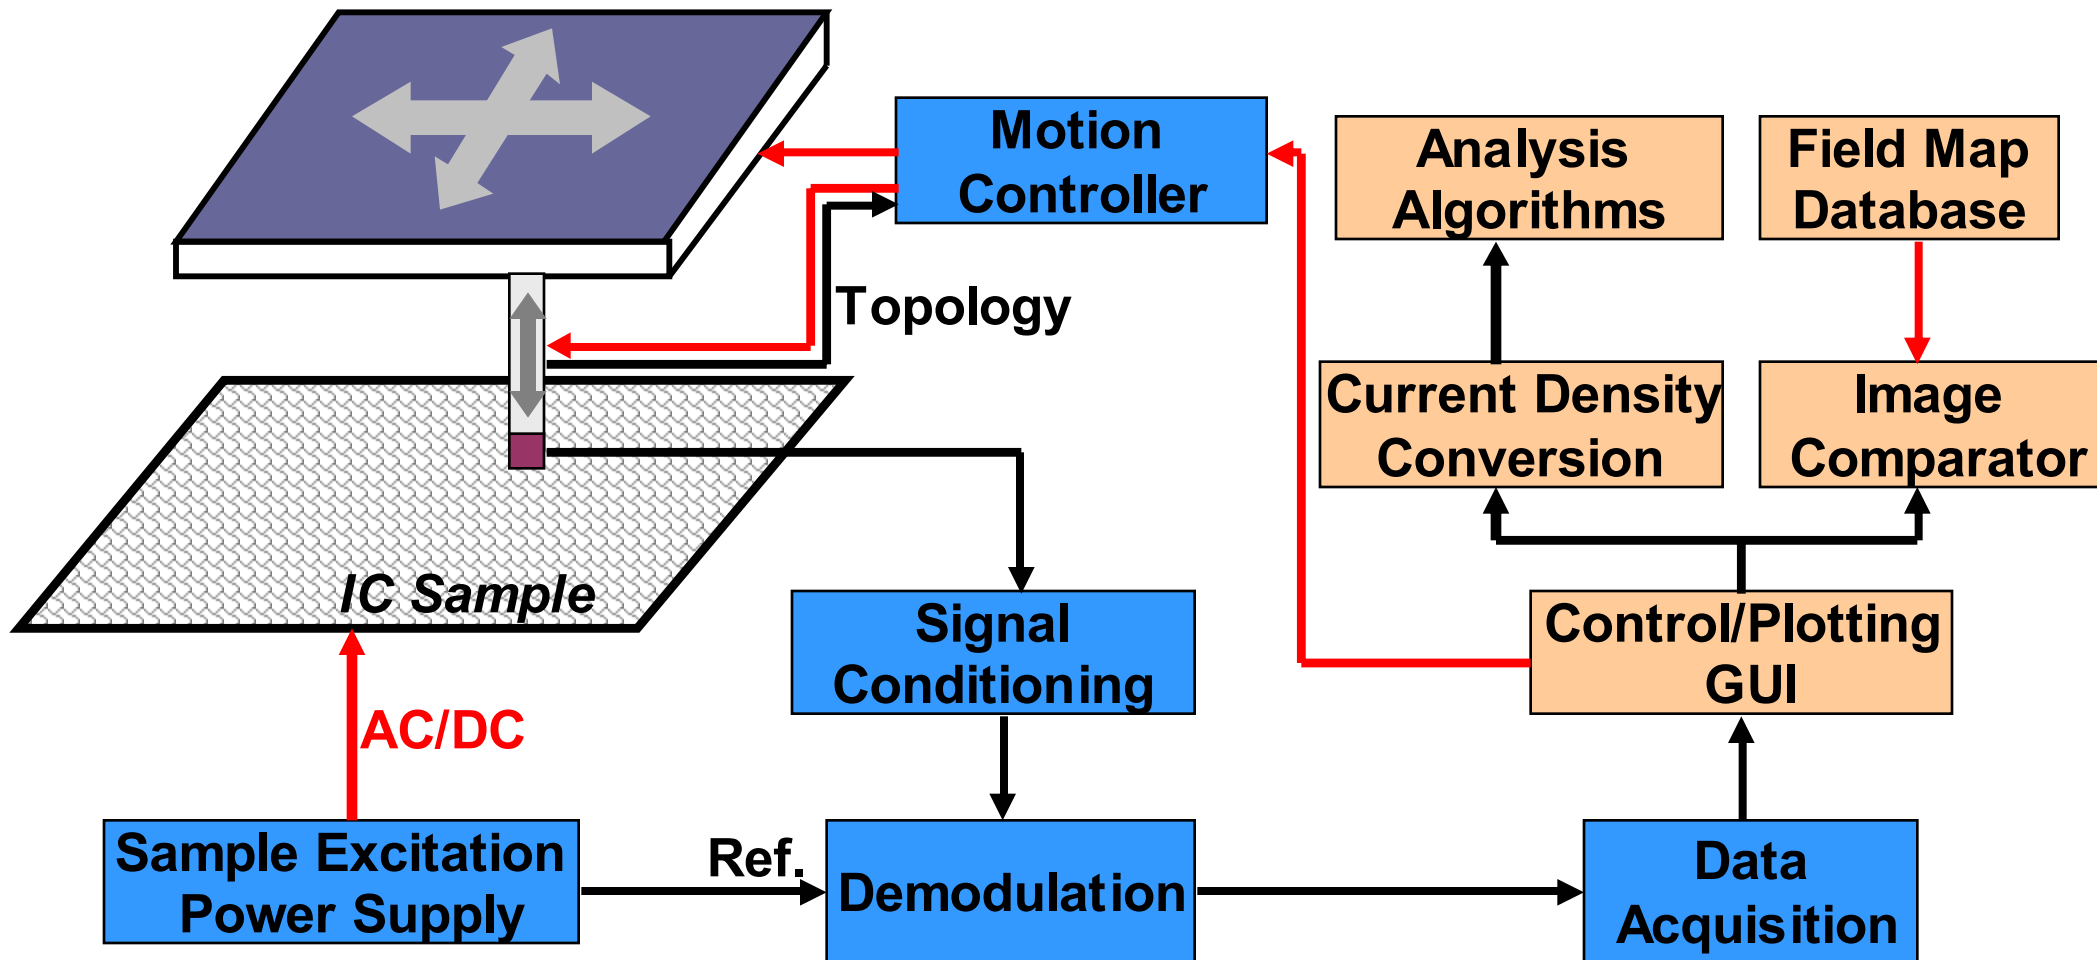 Motion
Controller
Analysis
Algorithms
Field Map
Database
Topology
Current Density
Conversion
Image
Comparator
IC Sample
Signal
Conditioning
Control/Plotting
GUI
AC/DC
Sample Excitation
Power Supply
Ref.
Demodulation
Data
Acquisition